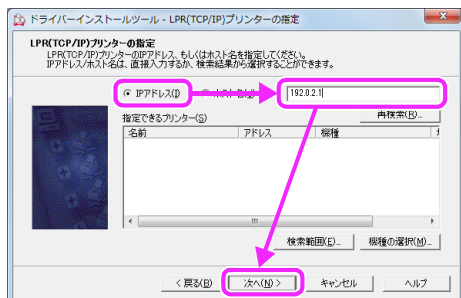 ドライバーインストールツール - LPR(TCP/IP)プリンターの指定
LPR(TCP/IP)プリンターの指定
LPR(TCP/IP)プリンターのIPアドレス、もしくはホスト名を指定してください。
IPアドレス/ホスト名は、直接入力するか、検索結果から選択することができます。
IPアドレス(I)
192.0.2.1
指定できるプリンター(S)
再検索(R)...
名前 アドレス 機種
検索範囲(E)... 機種の選択(M)...
< 戻る(B) 次へ(N) > キャンセル ヘルプ